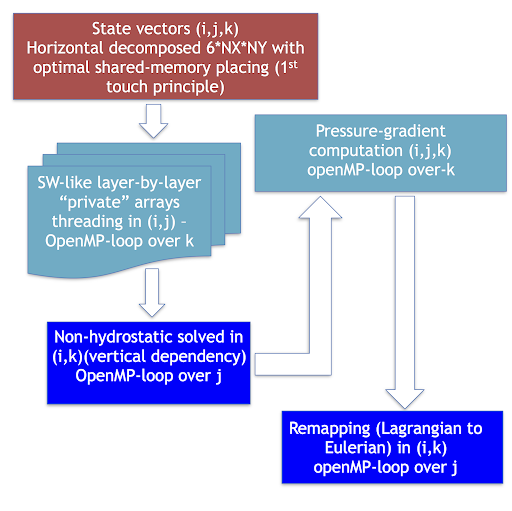 State vectors (i,j,k)
Horizontal decomposed 6*NX*NY with
optimal shared-memory placing (1st
touch principle)
SW-like layer-by-layer
“private” arrays
threading in (i,j) –
OpenMP-loop over k
Non-hydrostatic solved in
(i,k)(vertical dependency)
OpenMP-loop over j
Pressure-gradient
computation (i,j,k)
openMP-loop over-k
Remapping (Lagrangian to
Eulerian) in (i,k)
openMP-loop over j